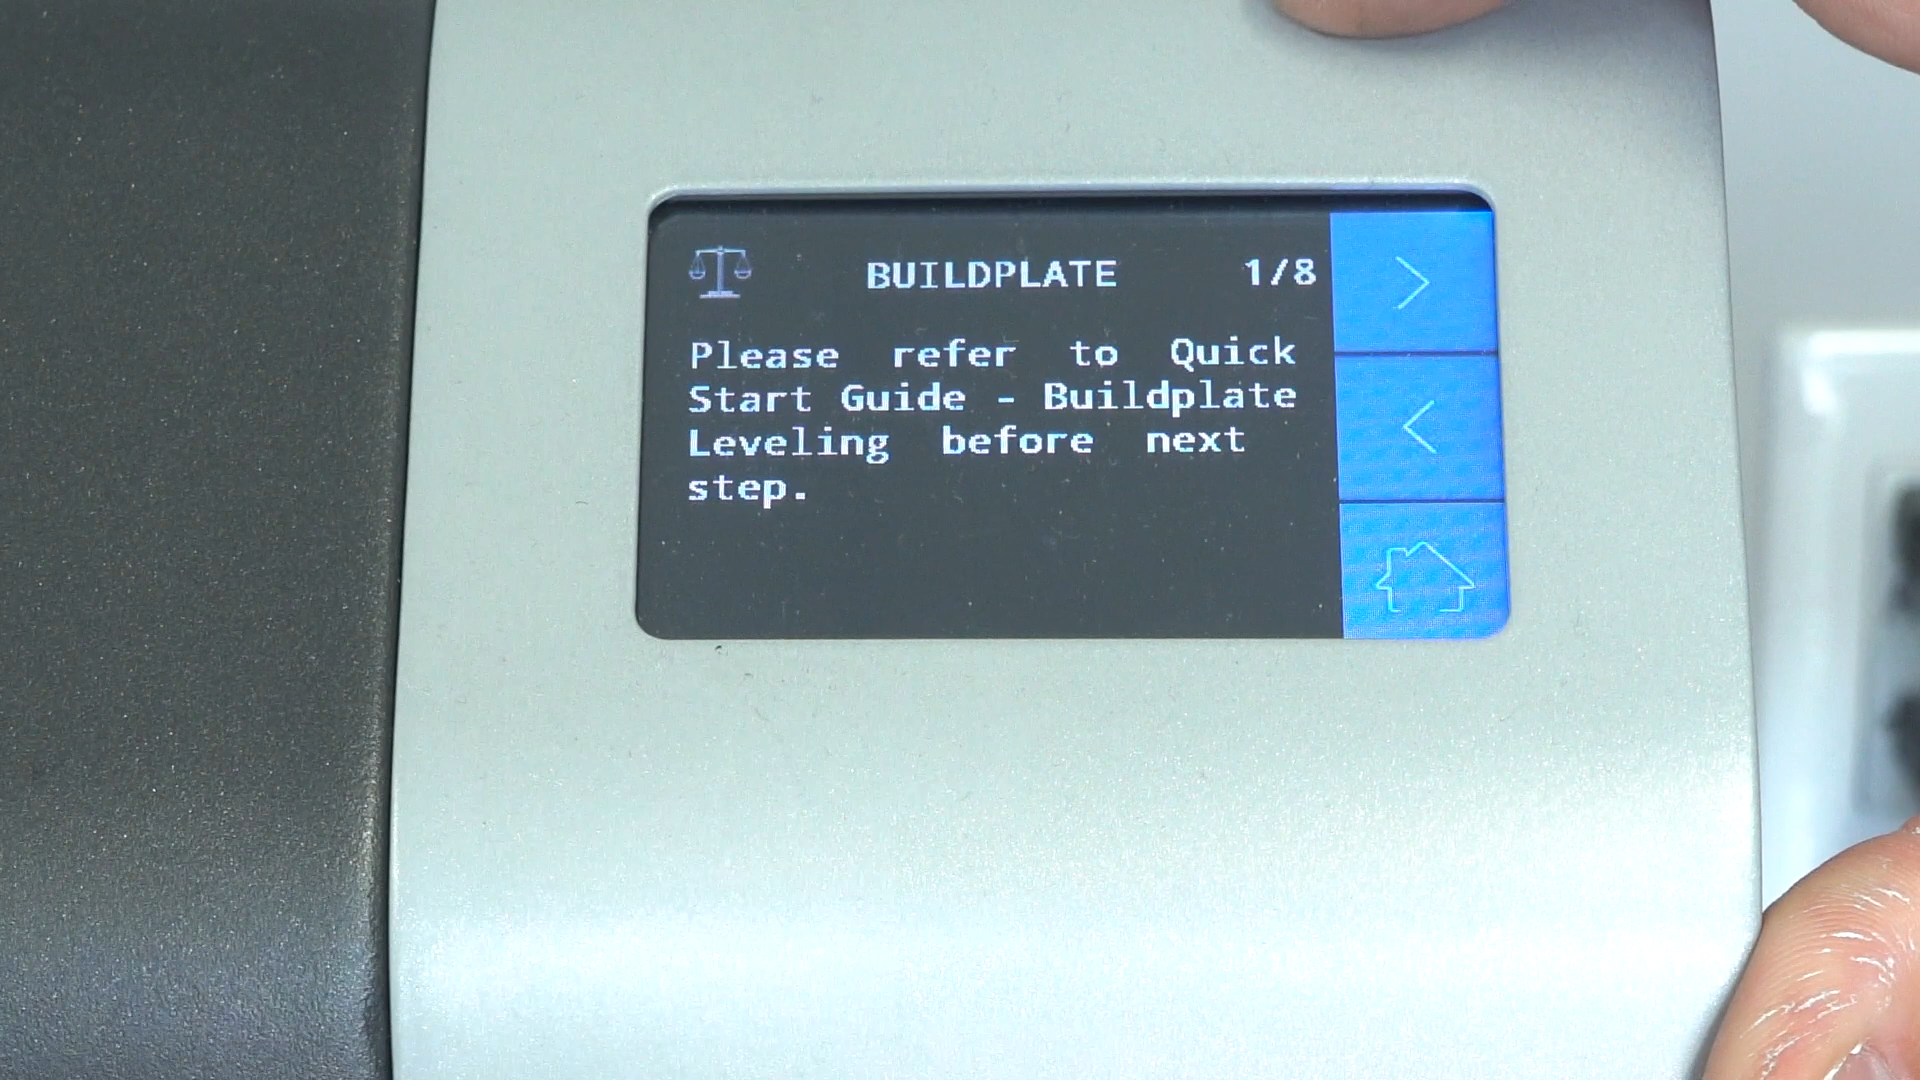 BUILDPLATE 1/8
Please refer to Quick
Start Guide - Buildplate
Leveling before next
step.